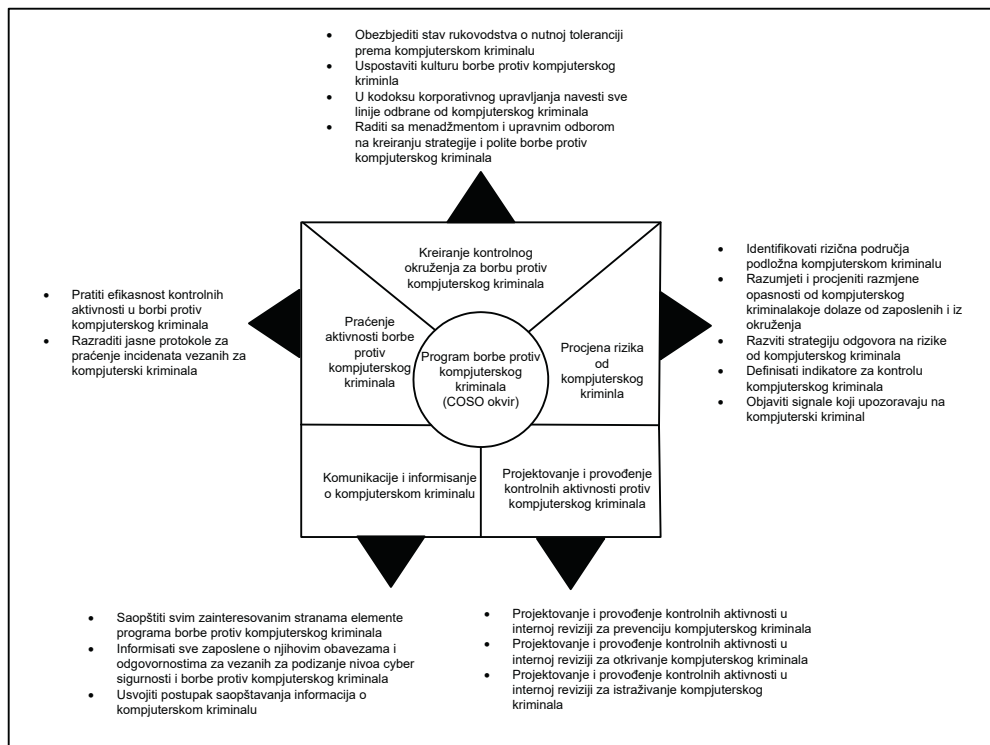 • Obezbjediti stav rukovodstva o nutnoj toleranciji
prema kompjuterskom kriminalu
• Uspostaviti kulturu borbe protiv kompjuterskog
kriminla
• U kodoksu korporativnog upravljanja navesti sve
linije odbrane od kompjuterskog kriminala
• Raditi sa menadžmentom i upravnim odborom
na kreiranju strategije i polite borbe protiv
kompjuterskog kriminala
Kreiranje kontrolnog
okruženja za borbu protiv
kompjuterskog kriminala
• Pratiti efikasnost kontrolnih
aktivnosti u borbi protiv
kompjuterskog kriminala
• Razraditi jasne protokole za
praćenje incidenata vezanih za
kompjuterski kriminala
Praćenje
aktivnosti borbe
protiv
kompjuterskog
kriminala
Program borbe protiv
kompjuterskog
kriminala
(COSO okvir)
Procjena rizika
od
kompjuterskog
kriminla
• Identifikovati rizična područja
podložna kompjuterskom kriminalu
• Razumjeti i procjeniti razmjene
opasnosti od kompjuterskog
kriminalakoje dolaze od zaposlenih i iz
okruženja
• Razviti strategiju odgovora na rizike
od kompjuterskog kriminala
• Definisati indikatore za kontrolu
kompjuterskog kriminala
• Objaviti signale koji upozoravaju na
kompjuterski kriminal
Komunikacije i informisanje
o kompjuterskom kriminalu
Projektovanje i provođenje
kontrolnih aktivnosti protiv
kompjuterskog kriminala
• Saopštiti svim zainteresovanim stranama elemente
programa borbe protiv kompjuterskog kriminala
• Informisati sve zaposlene o njihovim obavezama i
odgovornostima za vezanim za podizanje nivoa cyber
sigurnosti i borbe protiv kompjuterskog kriminala
• Usvojiti postupak saopštavanja informacija o
kompjuterskom kriminalu
• Projektovanje i provođenje kontrolnih aktivnosti u
internoj reviziji za prevenciju kompjuterskog kriminala
• Projektovanje i provođenje kontrolnih aktivnosti u
internoj reviziji za otkrivanje kompjuterskog kriminala
• Projektovanje i provođenje kontrolnih aktivnosti u
internoj reviziji za istraživanje kompjuterskog
kriminala